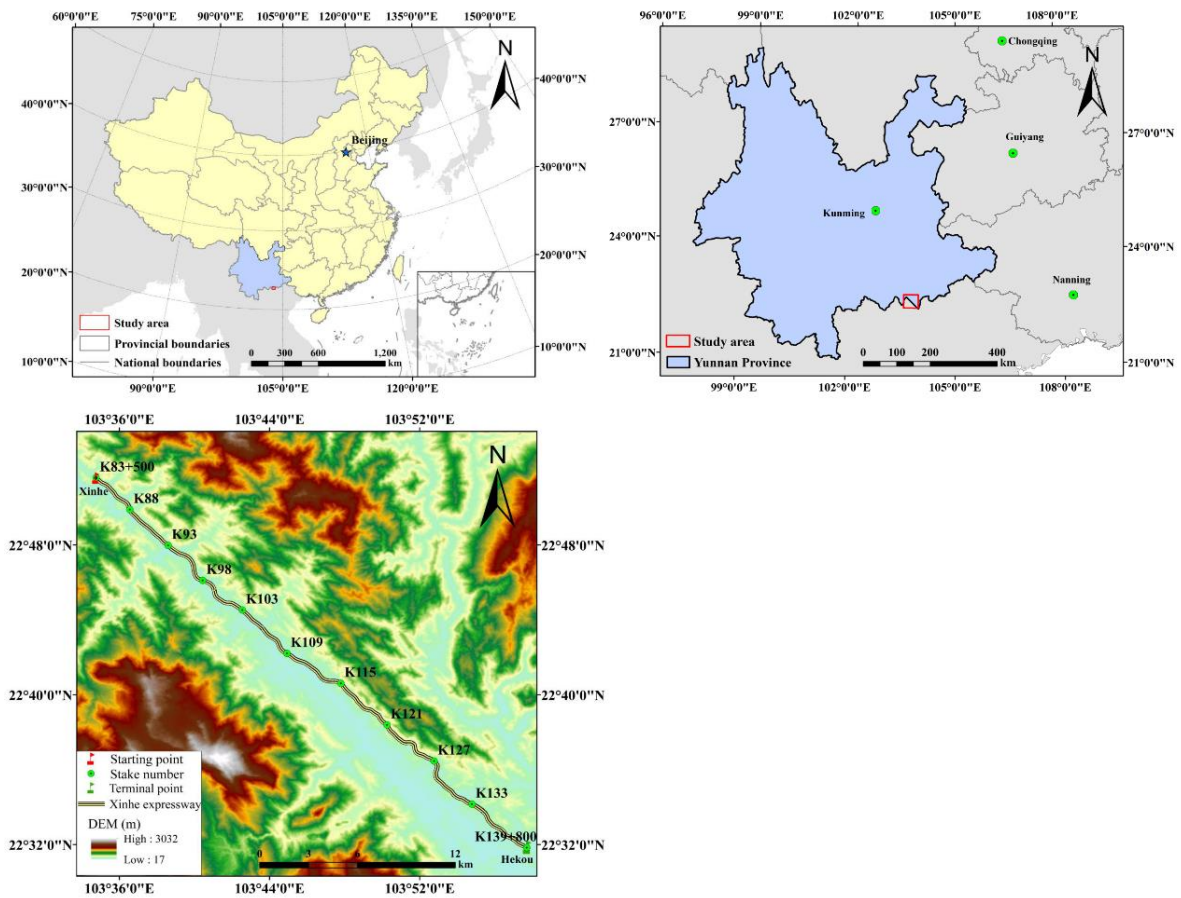 60°0'0"E 75°0'0"E 90°0'0"E 105°0'0"E 120°0'0"E 135°0'0"E 150°0'0"E
N
40°0'0"N
40°0'0"N
Beijing
30°0'0"N
30°0'0"N
20°0'0"N
20°0'0"N
10°0'0"N
10°0'0"N
Study area
Provincial boundaries
National boundaries
0 300 600 1,200
km
90°0'0"E 105°0'0"E 120°0'0"E
96°0'0"E 99°0'0"E 102°0'0"E 105°0'0"E 108°0'0"E
Chongqing
N
27°0'0"N
27°0'0"N
Guiyang
Kunming
24°0'0"N
24°0'0"N
Nanning
Study area
Yunnan Province
0 100 200 400
km
21°0'0"N
21°0'0"N
99°0'0"E 102°0'0"E 105°0'0"E 108°0'0"E
103°36'0"E 103°44'0"E 103°52'0"E
N
K83+500
Xinhe
K88
K93
22°48'0"N
22°48'0"N
K98
K103
K109
K115
22°40'0"N
22°40'0"N
K121
K127
K133
K139+800
Hekou
Starting point
Stake number
Terminal point
Xinhe expressway
DEM (m)
High : 3032
Low : 17
22°32'0"N
22°32'0"N
0 3 6 12
km
103°36'0"E 103°44'0"E 103°52'0"E